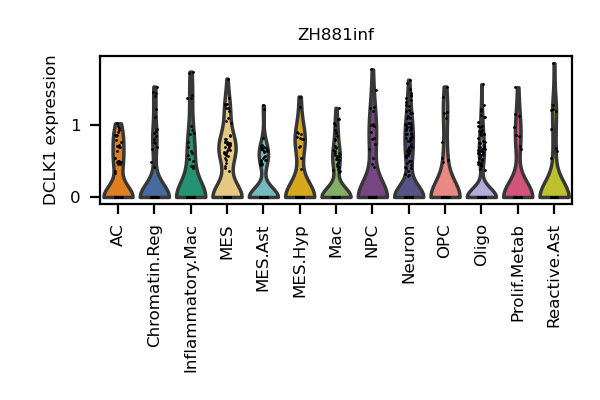 ZH881inf
DCLK1 expression
1
0
AC
Chromatin.Reg
Inflammatory.Mac
MES
MES.Ast
MES.Hyp
Mac
NPC
Neuron
OPC
Oligo
Prolif.Metab
Reactive.Ast